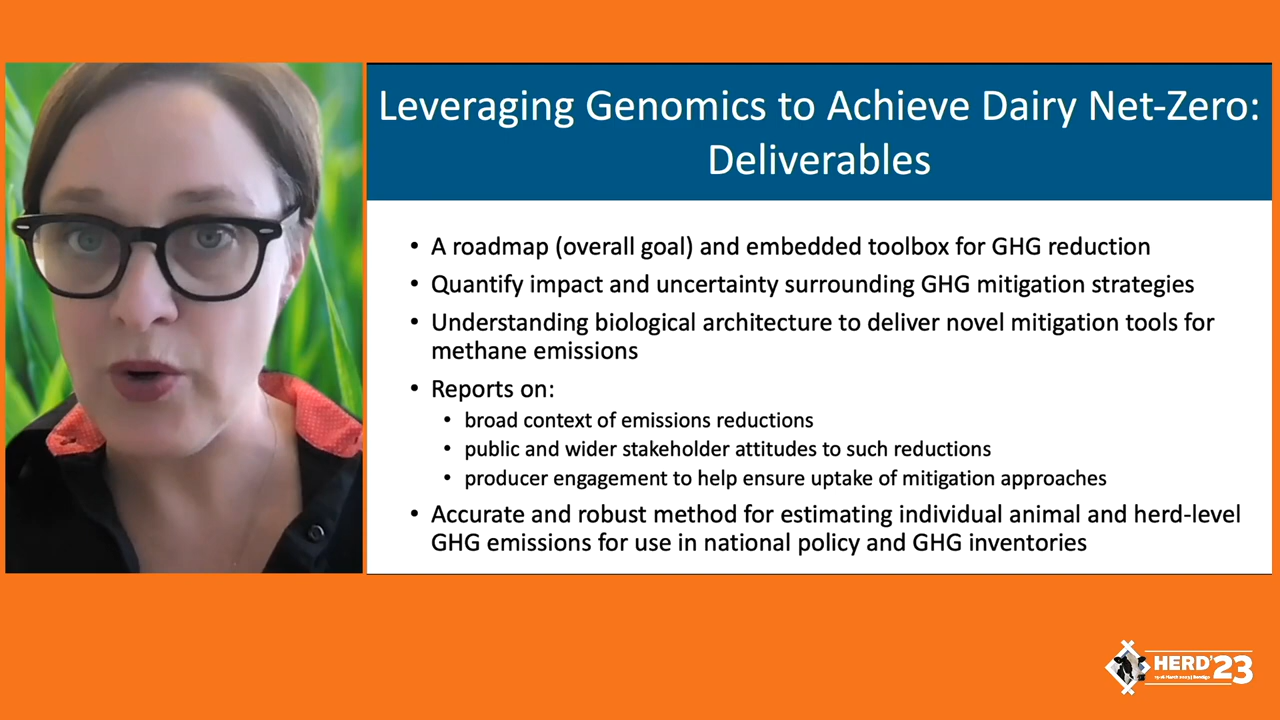 Leveraging Genomics to Achieve Dairy Net-Zero:
Deliverables
• A roadmap (overall goal) and embedded toolbox for GHG reduction
• Quantify impact and uncertainty surrounding GHG mitigation strategies
• Understanding biological architecture to deliver novel mitigation tools for
methane emissions
• Reports on:
• broad context of emissions reductions
• public and wider stakeholder attitudes to such reductions
• producer engagement to help ensure uptake of mitigation approaches
• Accurate and robust method for estimating individual animal and herd-level
GHG emissions for use in national policy and GHG inventories
HERD'23
March 2023 | Bendigo